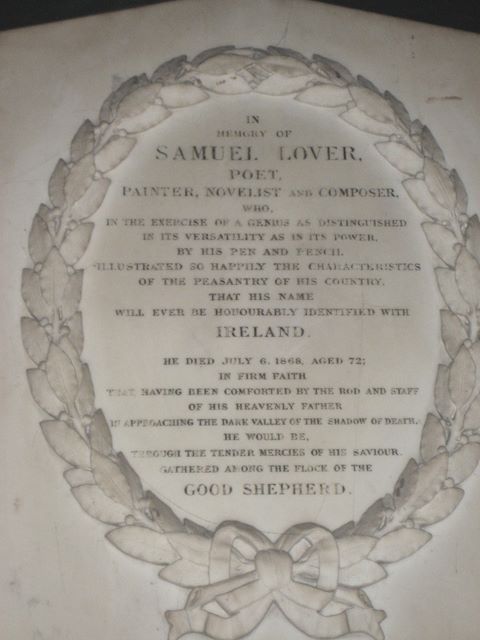 IN
MEMORY OF
SAMUEL LOVER,
POET,
PAINTER, NOVELIST AND COMPOSER,
WHO,
IN THE EXERCISE OF A GENIUS AS DISTINGUISHED
IN ITS VERSATILITY AS IN ITS POWER,
BY HIS PEN AND PENCIL
ILLUSTRATED SO HAPPILY THE CHARACTERISTICS
OF THE PEASANTRY OF HIS COUNTRY,
THAT HIS NAME
WILL EVER BE HONOURABLY IDENTIFIED WITH
IRELAND.
HE DIED JULY 6, 1868, AGED 72;
IN FIRM FAITH
THAT HAVING BEEN COMFORTED BY THE ROD AND STAFF
OF HIS HEAVENLY FATHER
IN APPROACHING THE DARK VALLEY OF THE SHADOW OF DEATH,
HE WOULD BE,
THROUGH THE TENDER MERCIES OF HIS SAVIOUR,
GATHERED AMONG THE FLOCK OF THE
GOOD SHEPHERD.